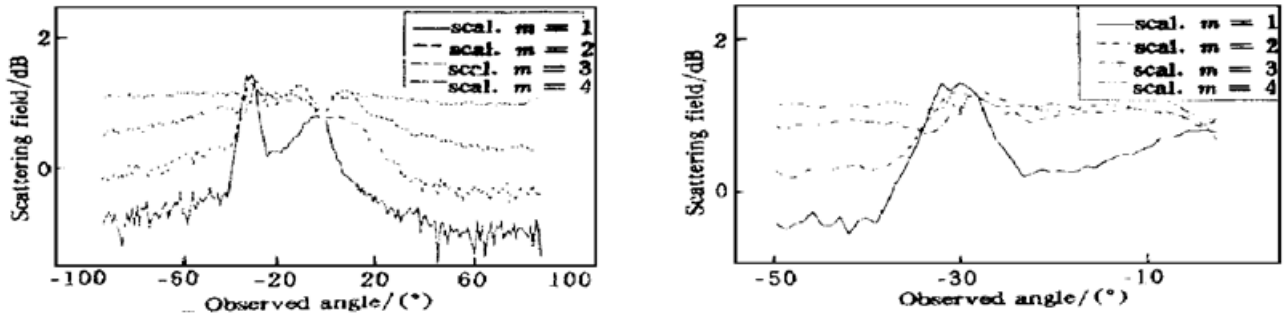 scal. m = 1
scal. m = 2
sccl. m = 3
scal. m = 4
2
0
Scattering field/dB
-100 -60 -20 20 60 100
Observed angle/(°)
scal. m = 1
scal. m = 2
scal. m = 3
scal. m = 4
2
0
Scattering field/dB
-50 -30 -10
Observed angle/(°)